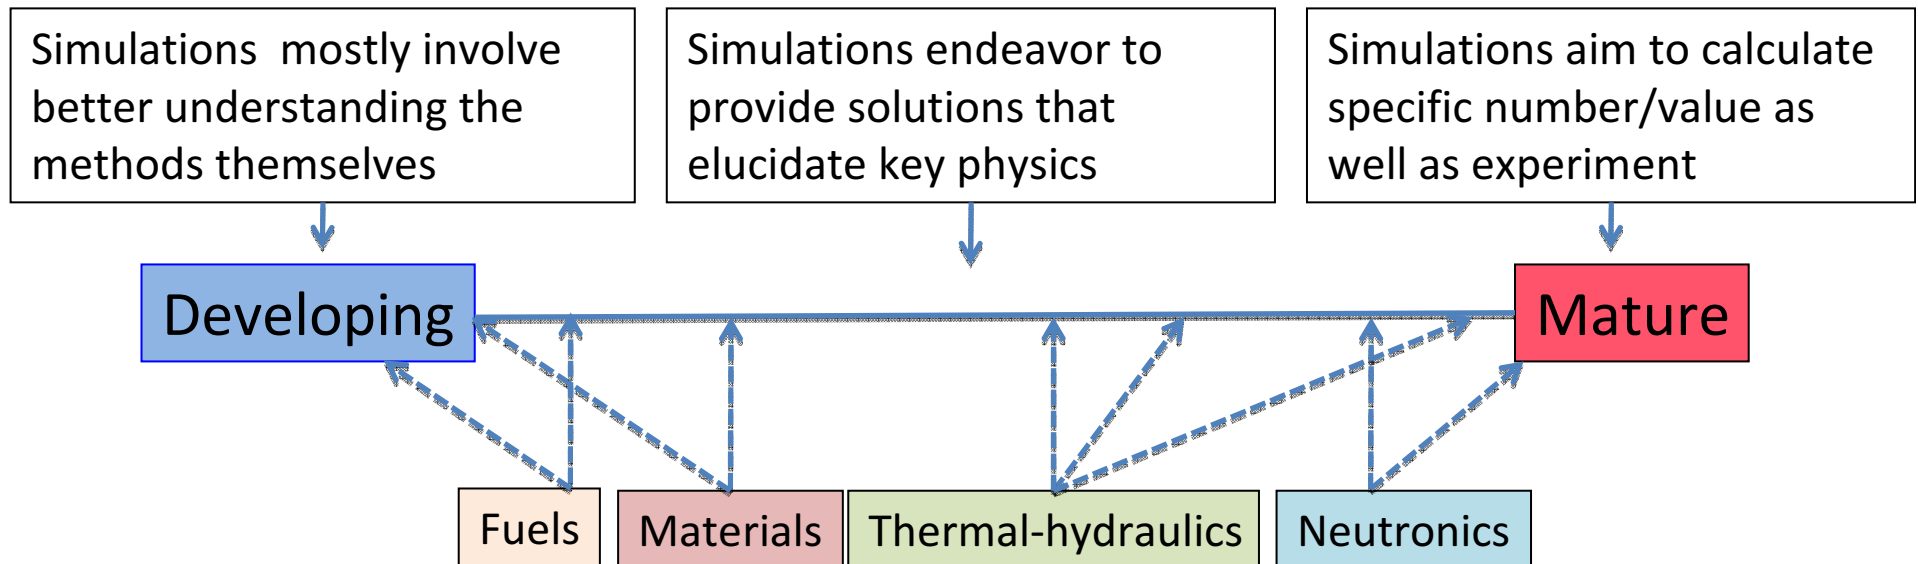 Simulations  mostly involve
better understanding the
methods themselves
Simulations endeavor to
provide solutions that
elucidate key physics
Simulations aim to calculate
specific number/value as
well as experiment
Developing
Mature
Fuels
Materials
Thermal-hydraulics
Neutronics